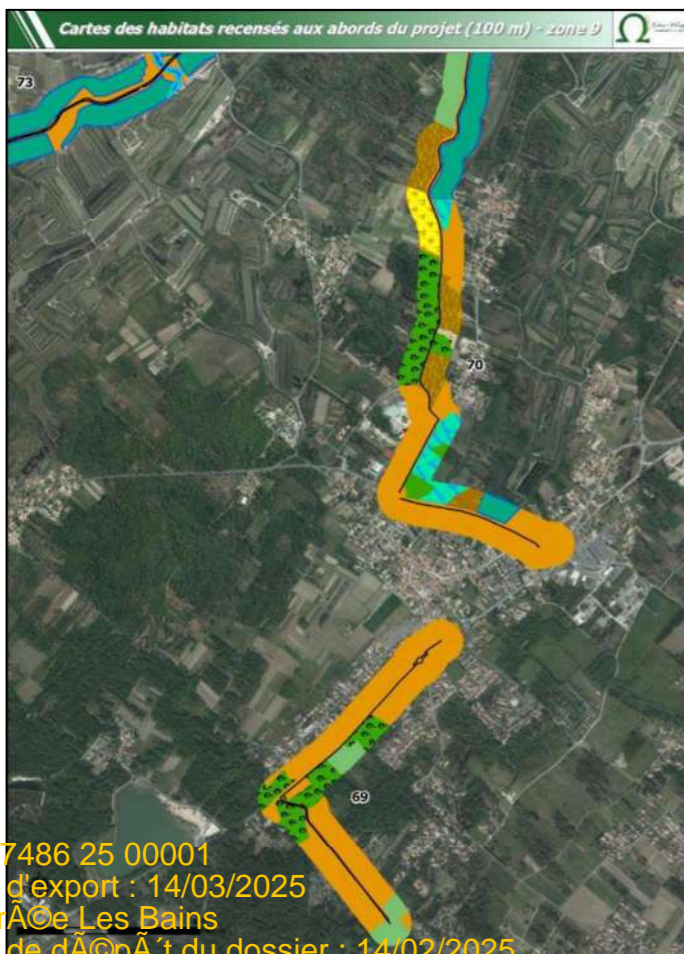 Cartes des habitats recensés aux abords du projet (100 m) - zone 9
73
70
69
7486 25 00001
d'export : 14/03/2025
rÃ©e Les Bains
de dÃ©pÃ´t du dossier : 14/02/2025